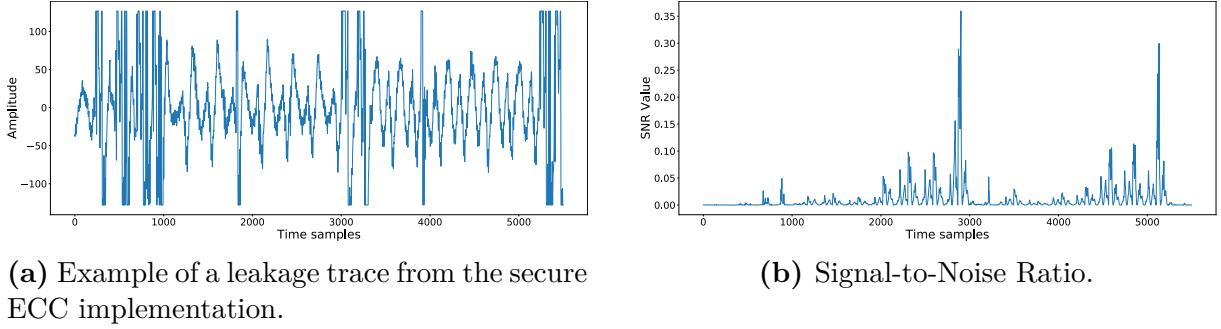 100
50
0
−50
−100
Amplitude
0 1000 2000 3000 4000 5000
Time samples
0.35
0.30
0.25
0.20
0.15
0.10
0.05
0.00
SNR Value
0 1000 2000 3000 4000 5000
Time samples
(a) Example of a leakage trace from the secure
ECC implementation.
(b) Signal-to-Noise Ratio.